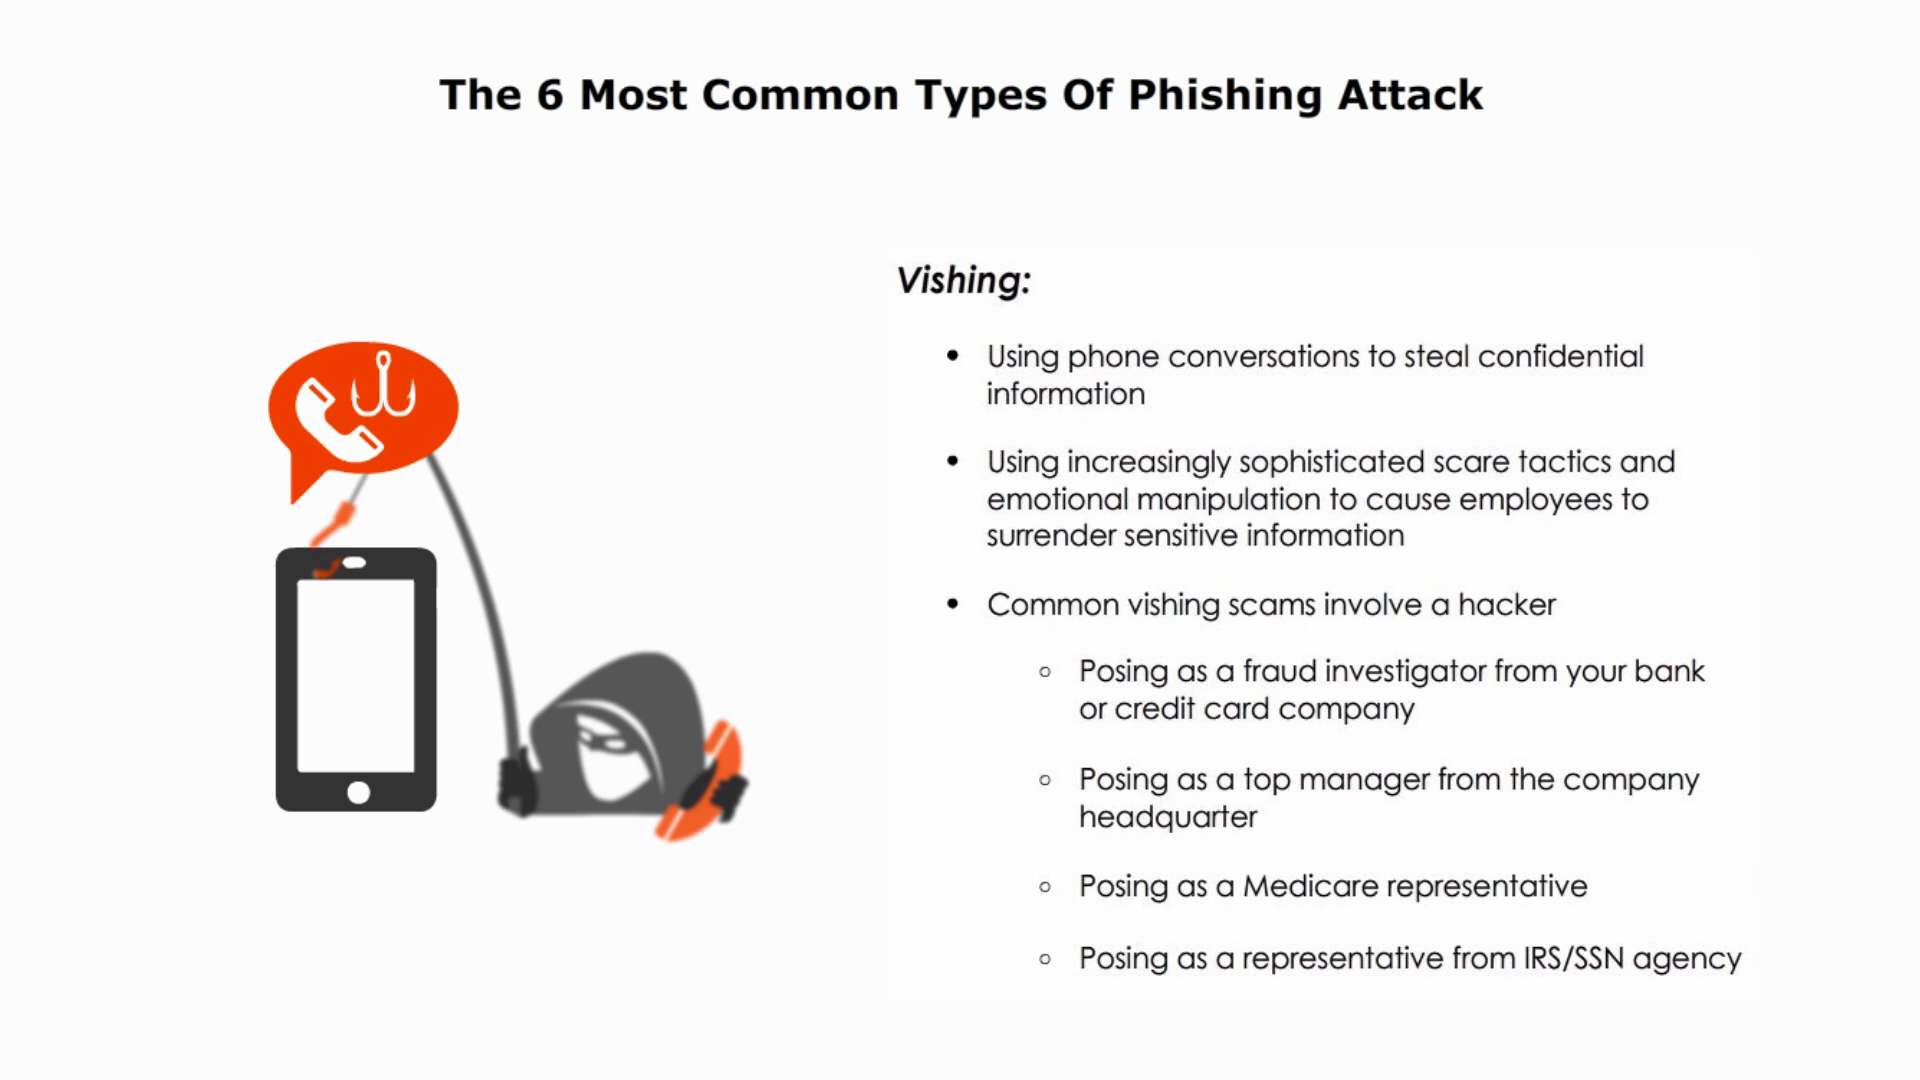 The 6 Most Common Types Of Phishing Attack
Vishing:
• Using phone conversations to steal confidential
information
• Using increasingly sophisticated scare tactics and
emotional manipulation to cause employees to
surrender sensitive information
• Common vishing scams involve a hacker
○ Posing as a fraud investigator from your bank
or credit card company
○ Posing as a top manager from the company
headquarter
○ Posing as a Medicare representative
○ Posing as a representative from IRS/SSN agency